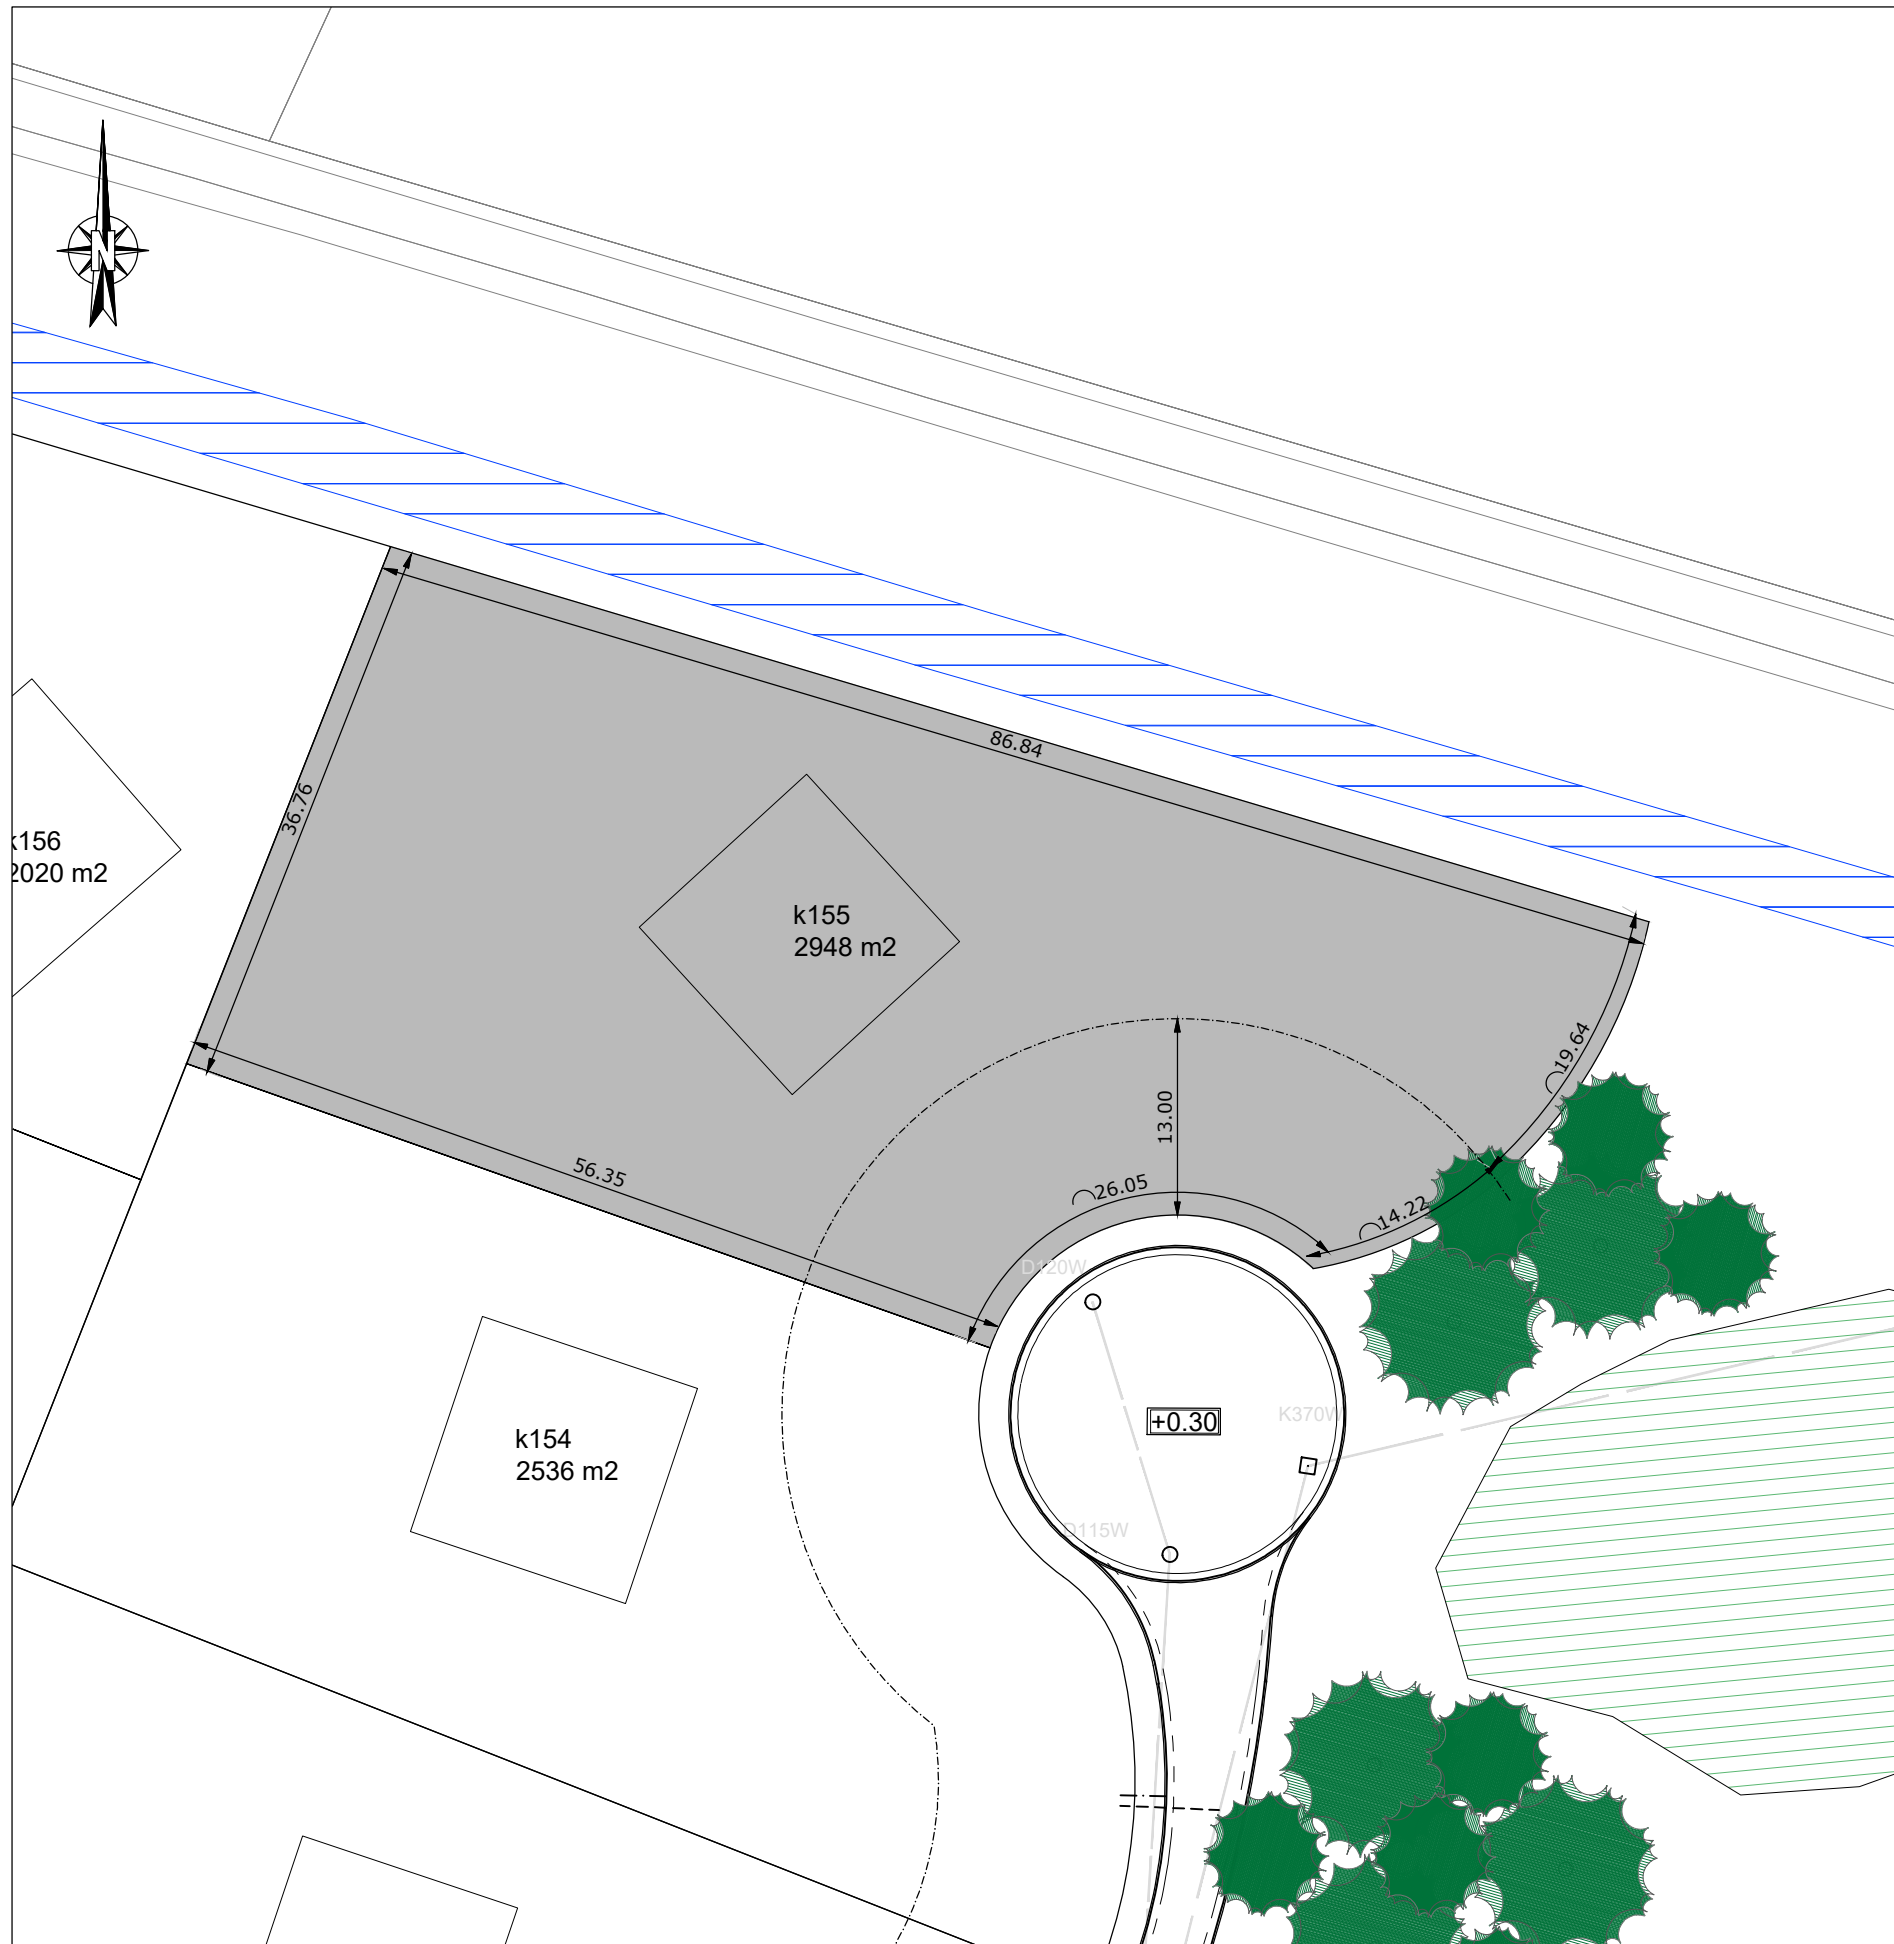 N
86.84
36.76
k156
2020 m2
k155
2948 m2
19.64
13.00
56.35
26.05
14.22
D120W
+0.30
K370W
k154
2536 m2
D115W